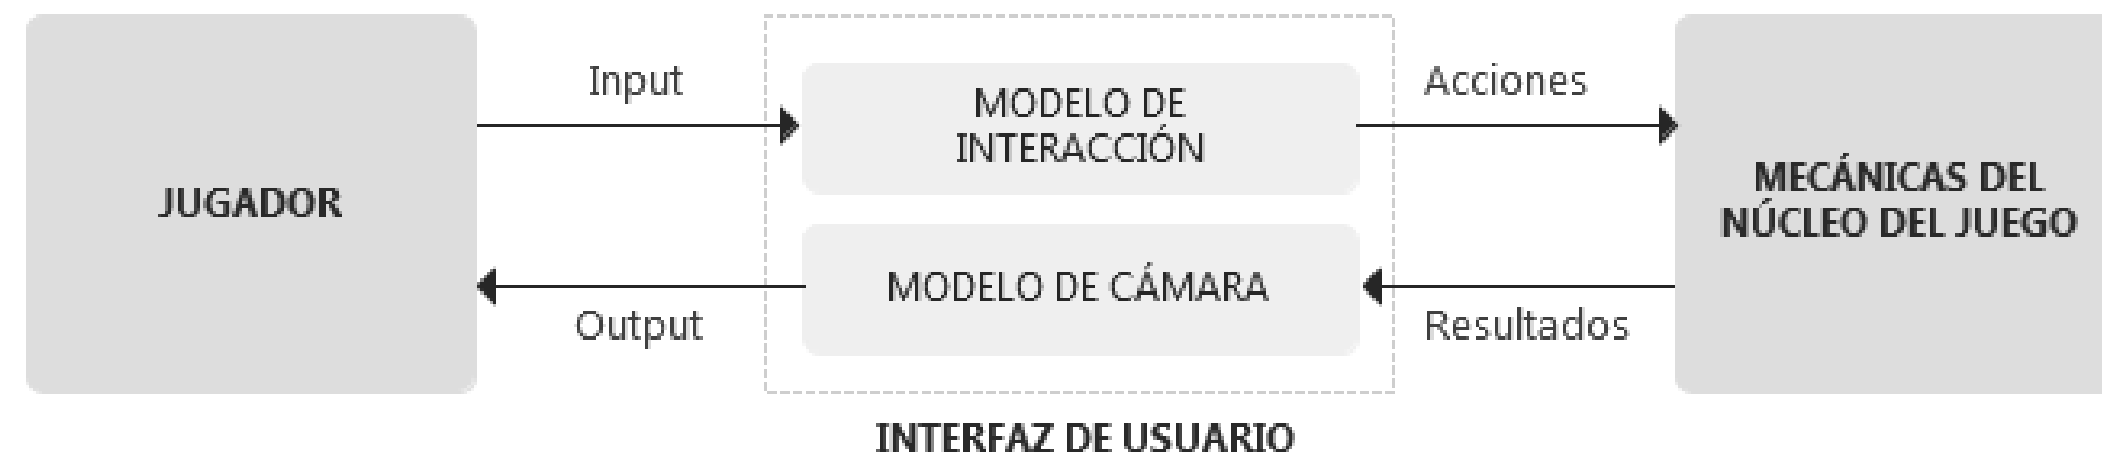 Input
Acciones
MODELO DE
INTERACCIÓN
JUGADOR
MECÁNICAS DEL
NÚCLEO DEL JUEGO
MODELO DE CÁMARA
Output
Resultados
INTERFAZ DE USUARIO